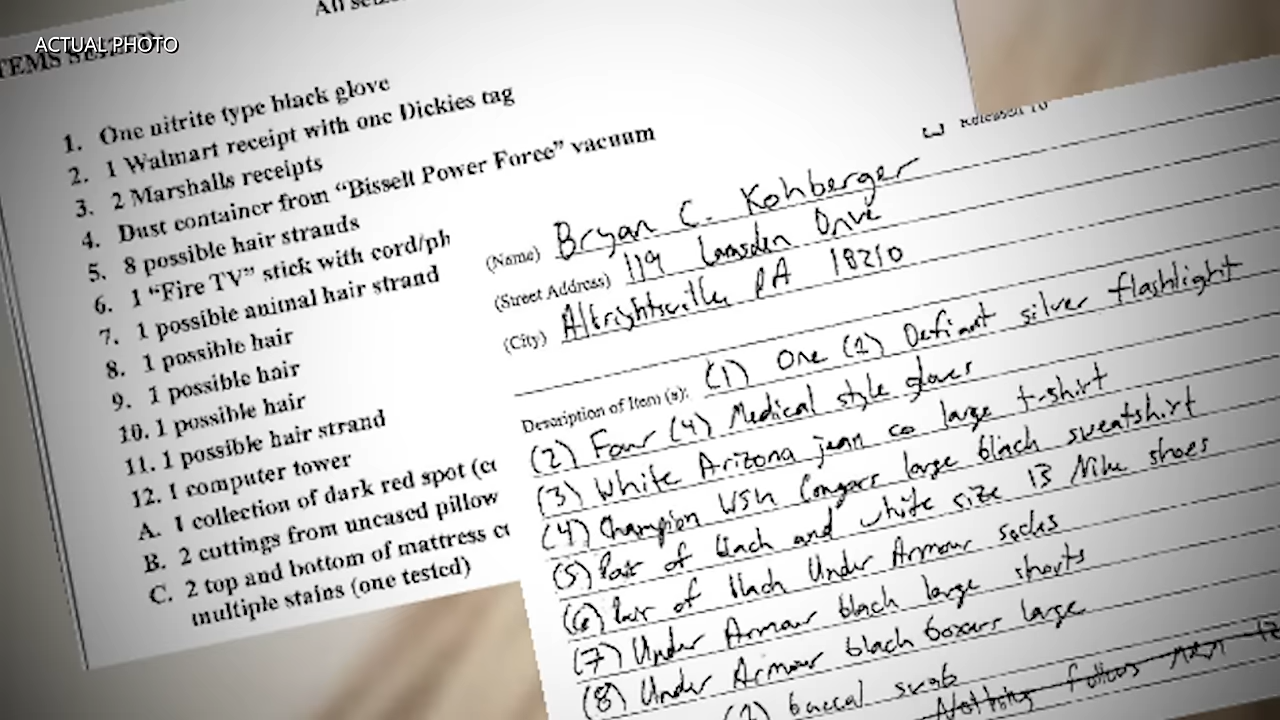 ACTUAL PHOTO
TEMS SEIZED
1. One nitrite type black glove
2. 1 Walmart receipt with one Dickies tag
3. 2 Marshalls receipts
4. Dust container from “Bissell Power Force” vacuum
5. 8 possible hair strands
6. 1 “Fire TV” stick with cord/ph
7. 1 possible animal hair strand
8. 1 possible hair
9. 1 possible hair
10. 1 possible hair
11. 1 possible hair strand
12. 1 computer tower
A. 1 collection of dark red spot (co
B. 2 cuttings from uncased pillow
C. 2 top and bottom of mattress c
multiple stains (one tested)
Released To
(Name) Bryan C. Kohberger
(Street Address) 119 Lamsden Drive
(City) Albrightsville PA 18210
Description of Item (s): (1) One (1) Defiant silver flashlight
(2) Four (4) Medical style gloves
(3) White Arizona jean co large t-shirt
(4) Champion WSU Cougars large black sweatshirt
(5) Pair of black and white size 13 Nike shoes
(6) Pair of black Under Armour socks
(7) Under Armour black large shorts
(8) Under Armour black boxers large
buccal swab
Nothing follows